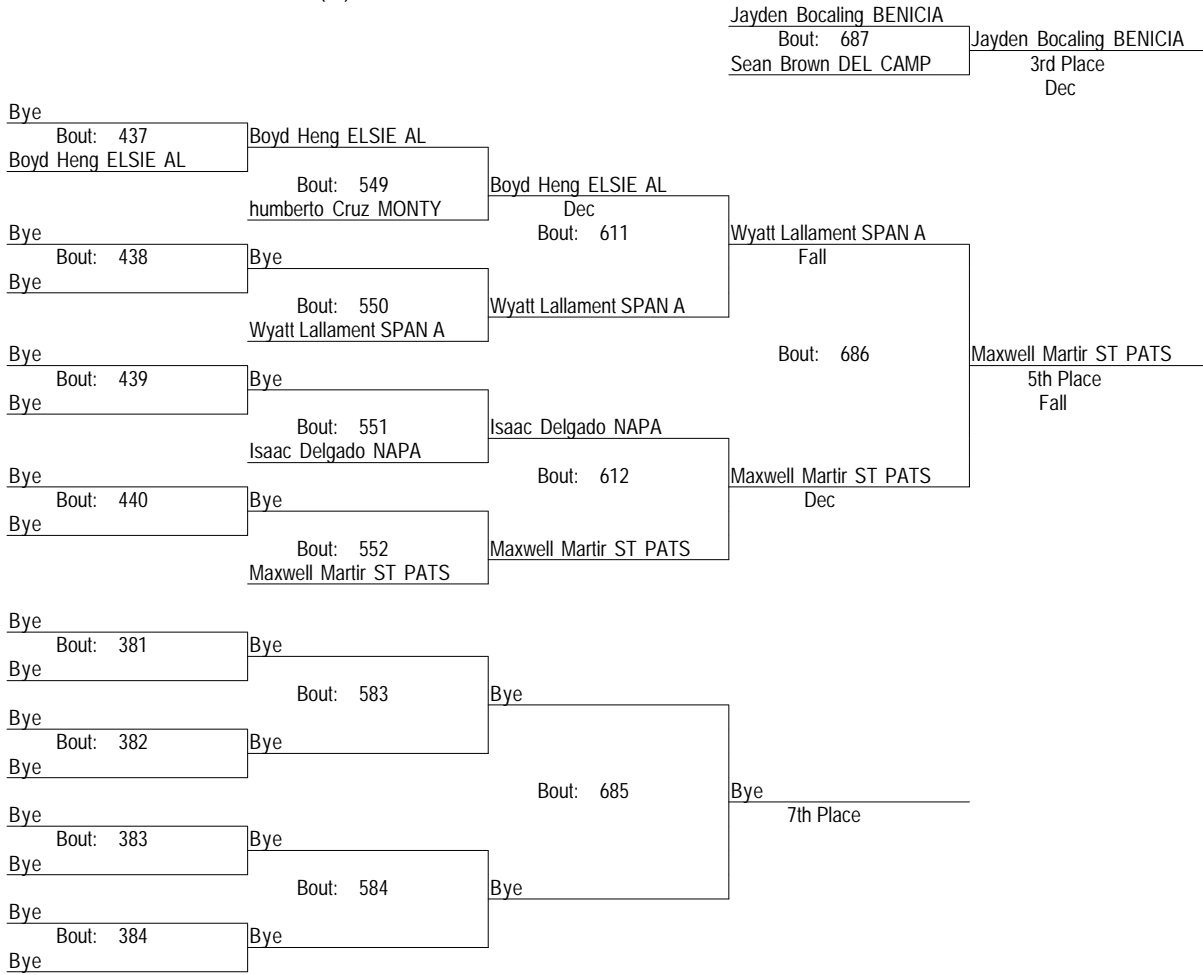 Jayden Bocaling BENICIA
Bout: 687
Jayden Bocaling BENICIA
Sean Brown DEL CAMP
3rd Place
Dec
Bye
Bout: 437
Boyd Heng ELSIE AL
Boyd Heng ELSIE AL
Bout: 549
Boyd Heng ELSIE AL
humberto Cruz MONTY
Dec
Bye
Bout: 611
Wyatt Lallament SPAN A
Bout: 438
Bye
Fall
Bye
Bout: 550
Wyatt Lallament SPAN A
Wyatt Lallament SPAN A
Bye
Bout: 686
Maxwell Martir ST PATS
Bout: 439
Bye
5th Place
Bye
Fall
Bout: 551
Isaac Delgado NAPA
Isaac Delgado NAPA
Bye
Bout: 612
Maxwell Martir ST PATS
Bout: 440
Bye
Dec
Bye
Bout: 552
Maxwell Martir ST PATS
Maxwell Martir ST PATS
Bye
Bout: 381
Bye
Bye
Bout: 583
Bye
Bye
Bout: 382
Bye
Bye
Bout: 685
Bye
Bye
7th Place
Bout: 383
Bye
Bye
Bout: 584
Bye
Bye
Bout: 384
Bye
Bye